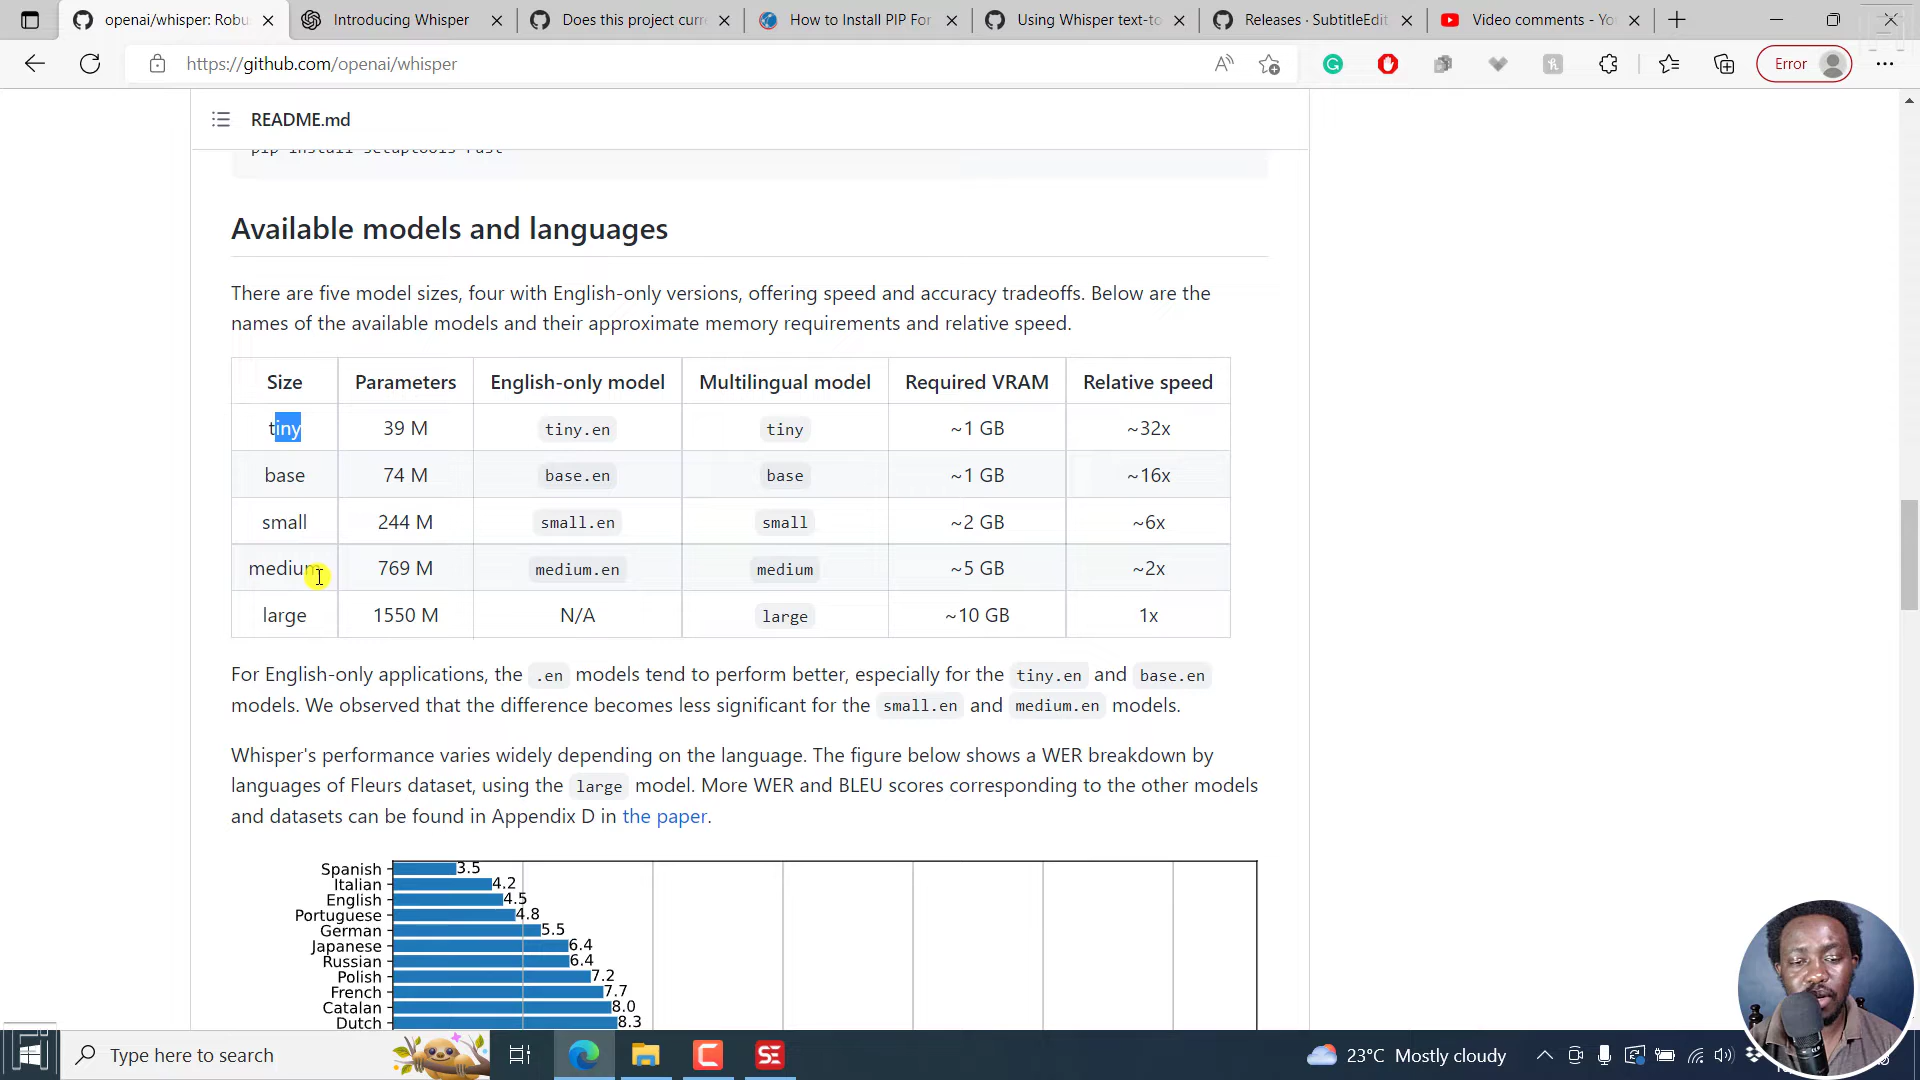 openai/whisper: Robu
Introducing Whisper
Does this project curre
How to Install PIP For
Using Whisper text-to
Releases · SubtitleEdit
Video comments - Yo
https://github.com/openai/whisper
Error
README.md
pip install setuptools-rust
Available models and languages
There are five model sizes, four with English-only versions, offering speed and accuracy tradeoffs. Below are the
names of the available models and their approximate memory requirements and relative speed.
Size Parameters English-only model Multilingual model Required VRAM Relative speed
tiny 39 M tiny.en tiny ~1 GB ~32x
base 74 M base.en base ~1 GB ~16x
small 244 M small.en small ~2 GB ~6x
medium 769 M medium.en medium ~5 GB ~2x
large 1550 M N/A large ~10 GB 1x
For English-only applications, the .en models tend to perform better, especially for the tiny.en and base.en
models. We observed that the difference becomes less significant for the small.en and medium.en models.
Whisper's performance varies widely depending on the language. The figure below shows a WER breakdown by
languages of Fleurs dataset, using the large model. More WER and BLEU scores corresponding to the other models
and datasets can be found in Appendix D in the paper.
Spanish 3.5
Italian 4.2
English 4.5
Portuguese 4.8
German 5.5
Japanese 6.4
Russian 6.4
Polish 7.2
French 7.7
Catalan 8.0
Dutch 8.3
Type here to search
23°C Mostly cloudy